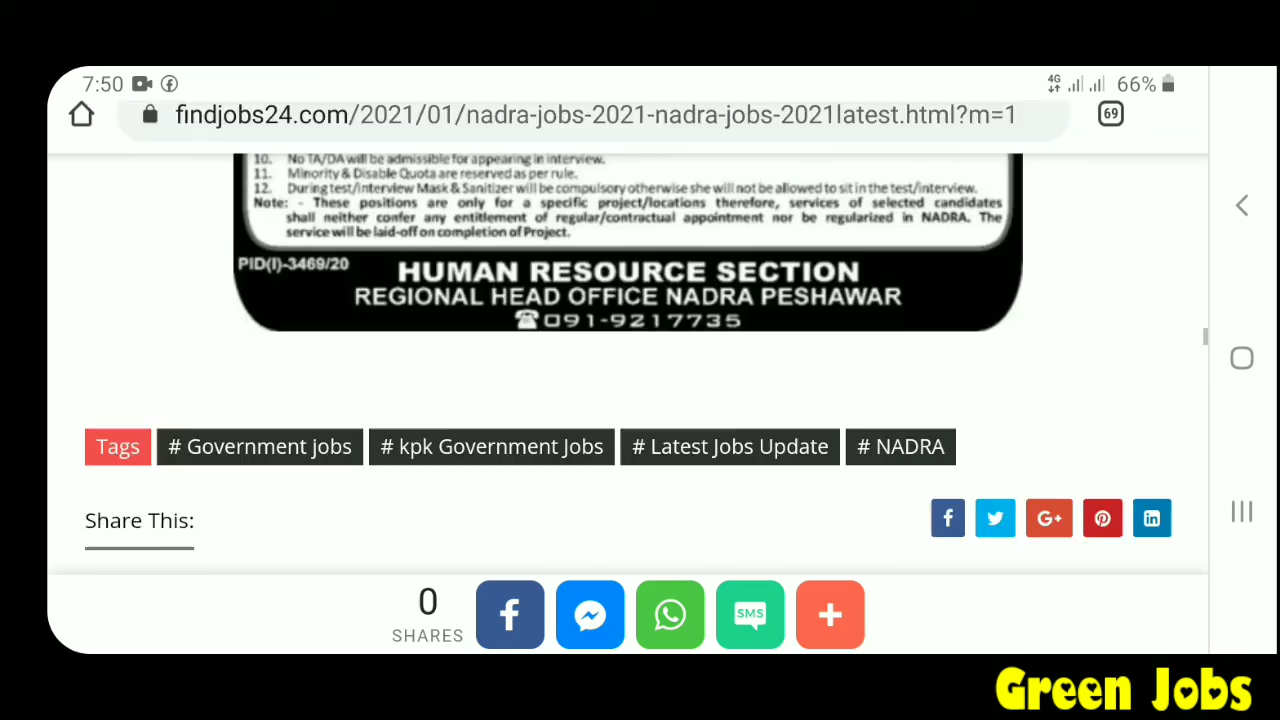 7:50 4G 66%
findjobs24.com/2021/01/nadra-jobs-2021-nadra-jobs-2021latest.html?m=1 69
10. No TA/DA will be admissible for appearing in interview.
11. Minority & Disable Quota are reserved as per rule.
12. During test/interview Mask & Sanitizer will be compulsory otherwise she will not be allowed to sit in the test/interview.
Note: - These positions are only for a specific project/locations therefore, services of selected candidates
shall neither confer any entitlement of regular/contractual appointment nor be regularized in NADRA. The
service will be laid-off on completion of Project.
PID(I)-3469/20
HUMAN RESOURCE SECTION
REGIONAL HEAD OFFICE NADRA PESHAWAR
☎091-9217735
Tags # Government jobs # kpk Government Jobs # Latest Jobs Update # NADRA
Share This: f G+ in
0 f SMS +
SHARES
Green Jobs